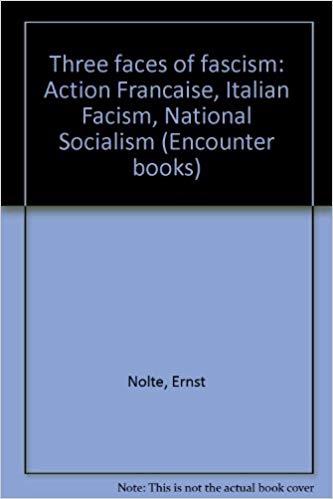 Three faces of fascism:
Action Francaise, Italian
Facism, National
Socialism (Encounter
books)
Nolte, Ernst
Note: This is not the actual book cover